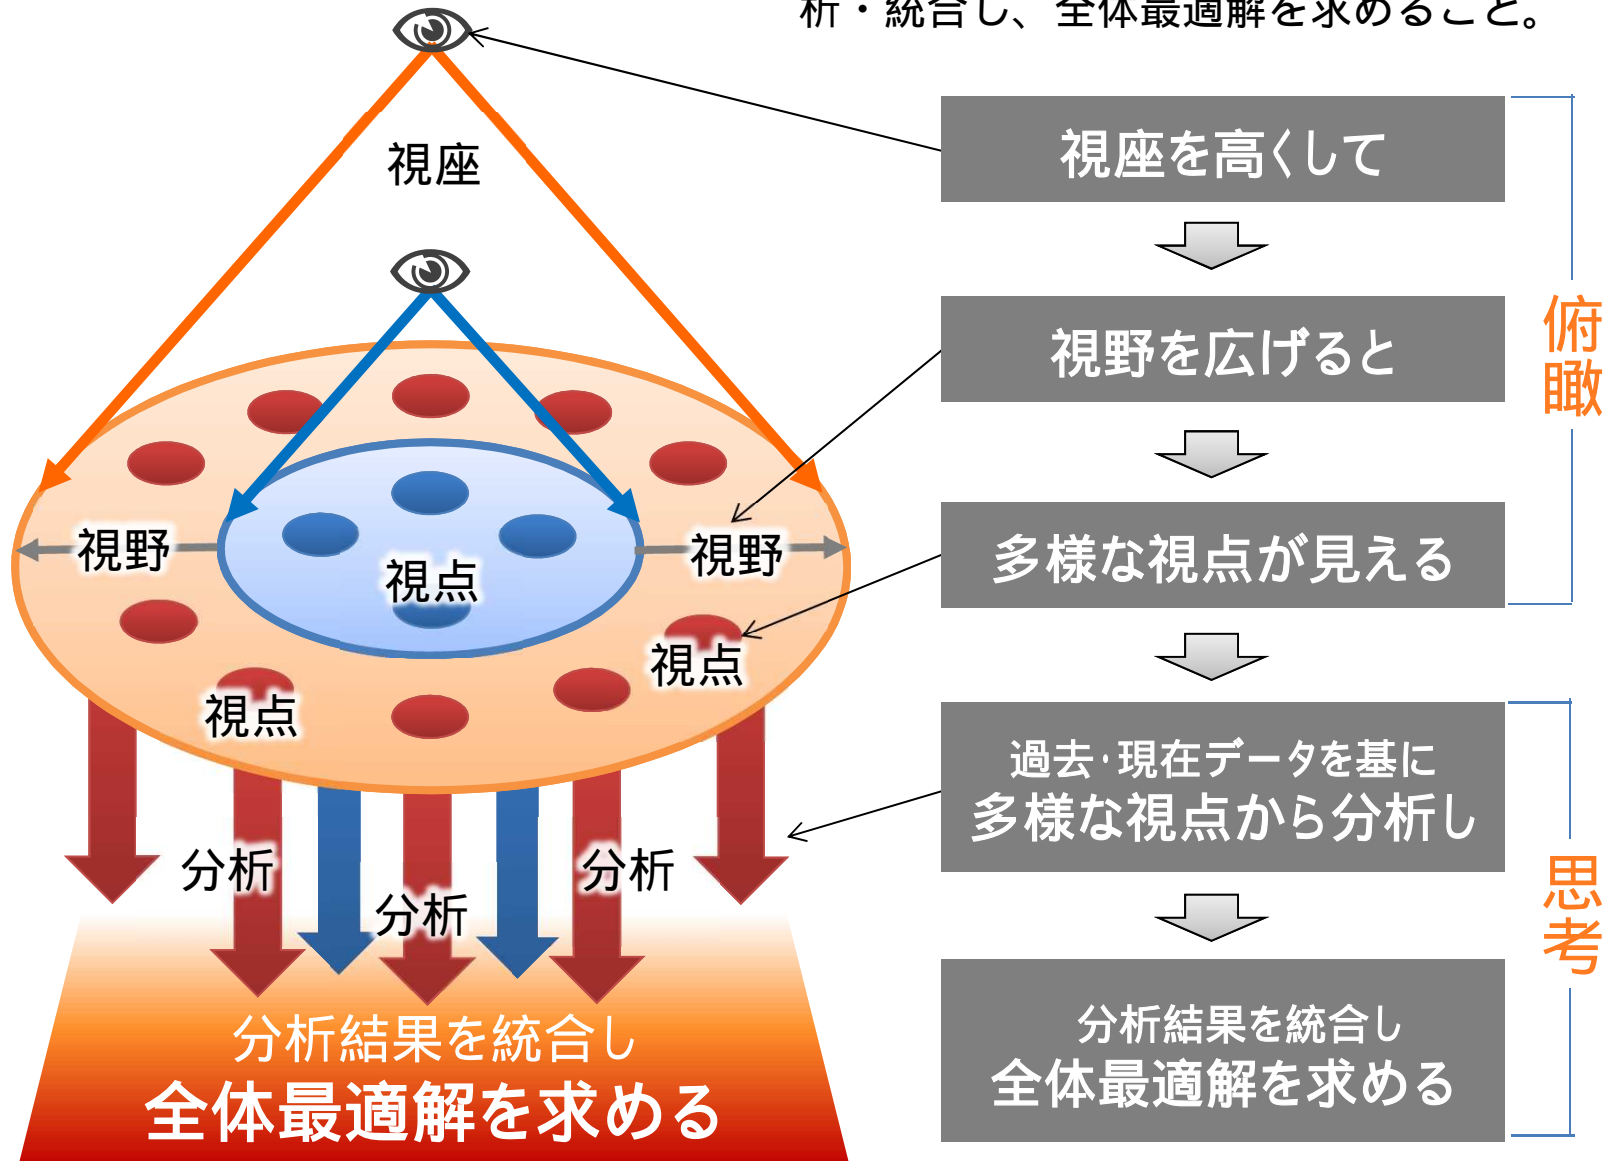 析・統合し、全体最適解を求めること。
視座
視野
視点
視野
視点
視点
分析
分析
分析
分析結果を統合し
全体最適解を求める
視座を高くして
視野を広げると
多様な視点が見える
過去・現在データを基に
多様な視点から分析し
分析結果を統合し
全体最適解を求める
俯瞰
思考